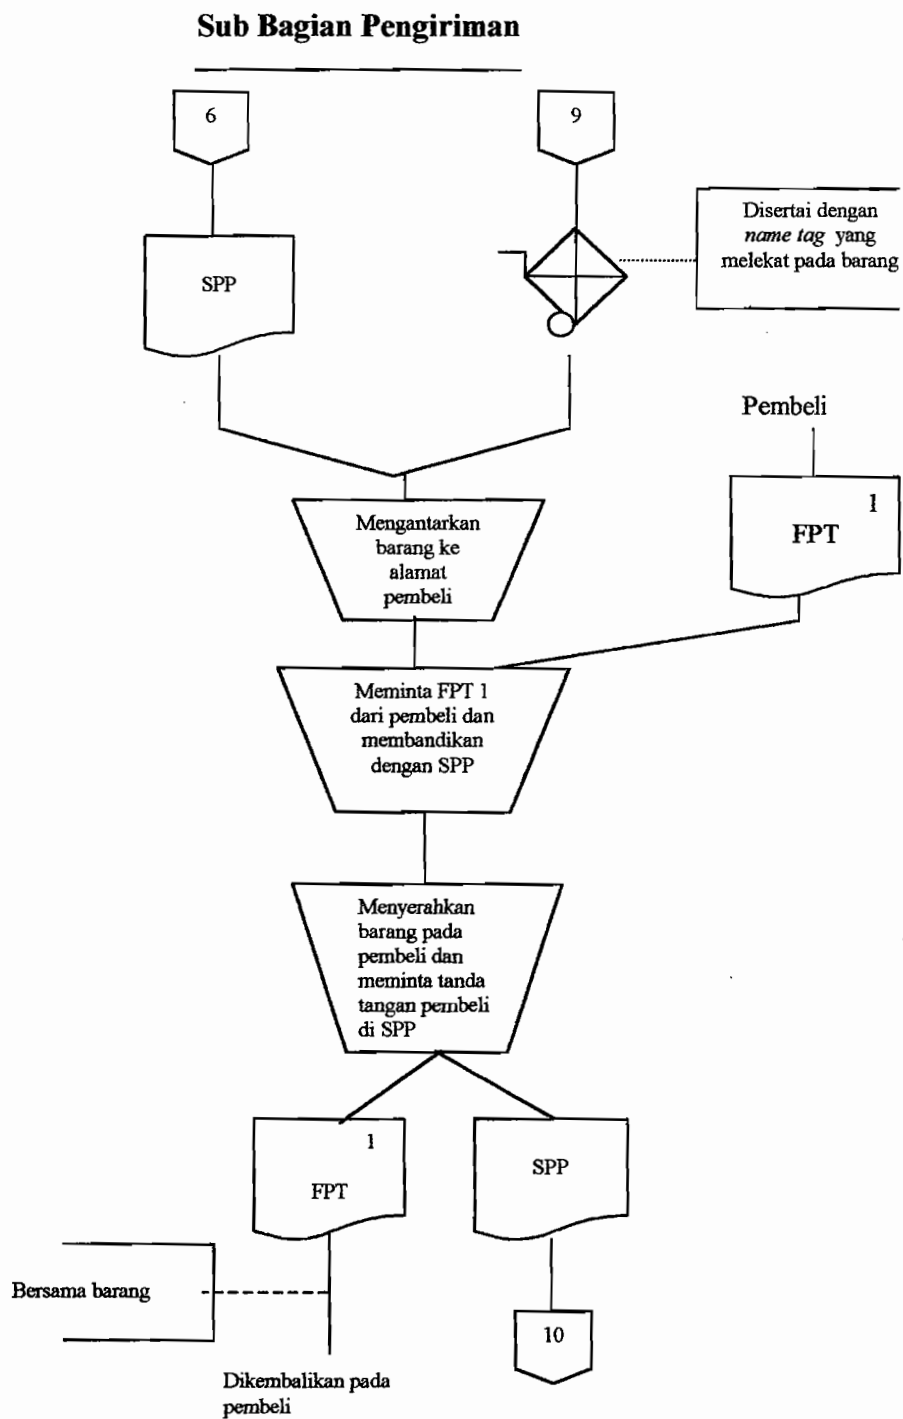 Sub Bagian Pengiriman
6
9
Disertai dengan
name tag yang
melekat pada barang
SPP
Pembeli
1
FPT
Mengantarkan
barang ke
alamat
pembeli
Meminta FPT 1
dari pembeli dan
membandikan
dengan SPP
Menyerahkan
barang pada
pembeli dan
meminta tanda
tangan pembeli
di SPP
1
FPT
SPP
Bersama barang
10
Dikembalikan pada
pembeli